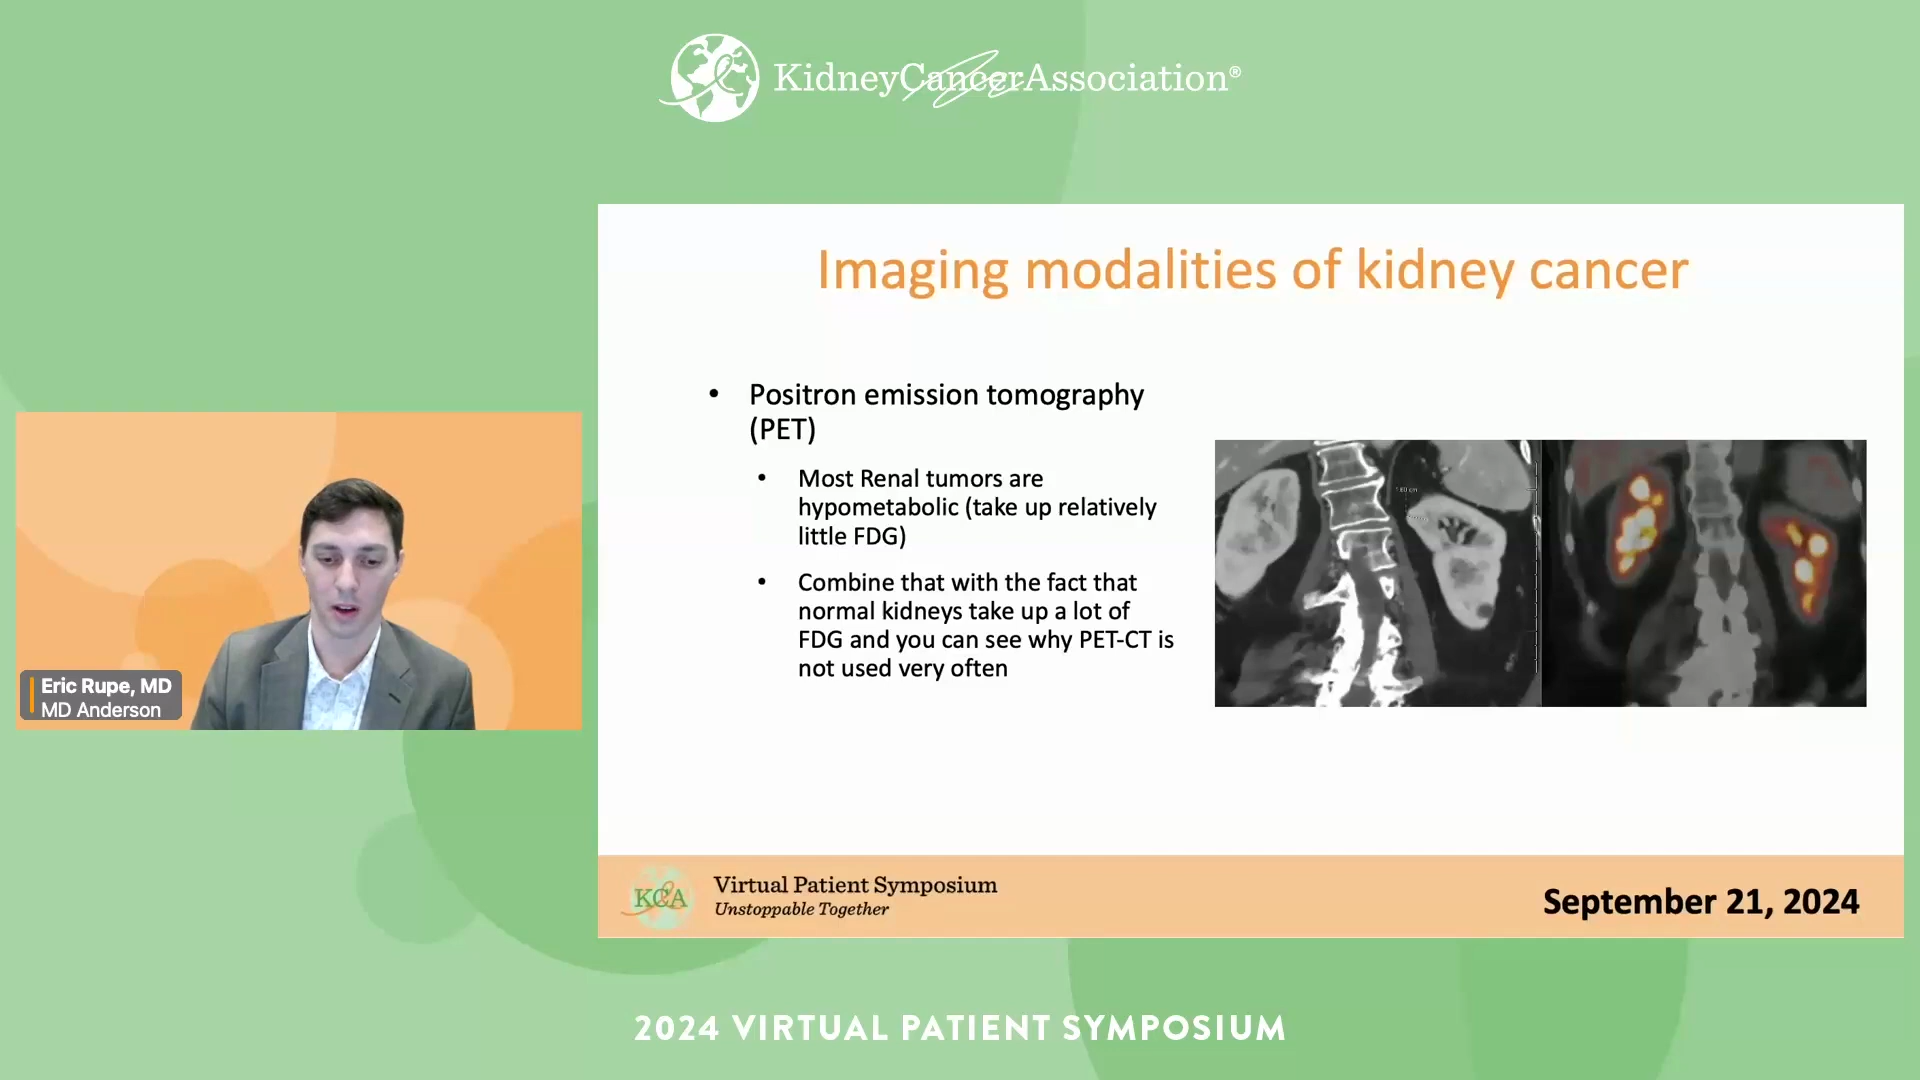 KidneyCancerAssociation®
Imaging modalities of kidney cancer
• Positron emission tomography
(PET)
• Most Renal tumors are
hypometabolic (take up relatively
little FDG)
• Combine that with the fact that
normal kidneys take up a lot of
FDG and you can see why PET-CT is
not used very often
Eric Rupe, MD
MD Anderson
KCA
Virtual Patient Symposium
Unstoppable Together
September 21, 2024
2024 VIRTUAL PATIENT SYMPOSIUM